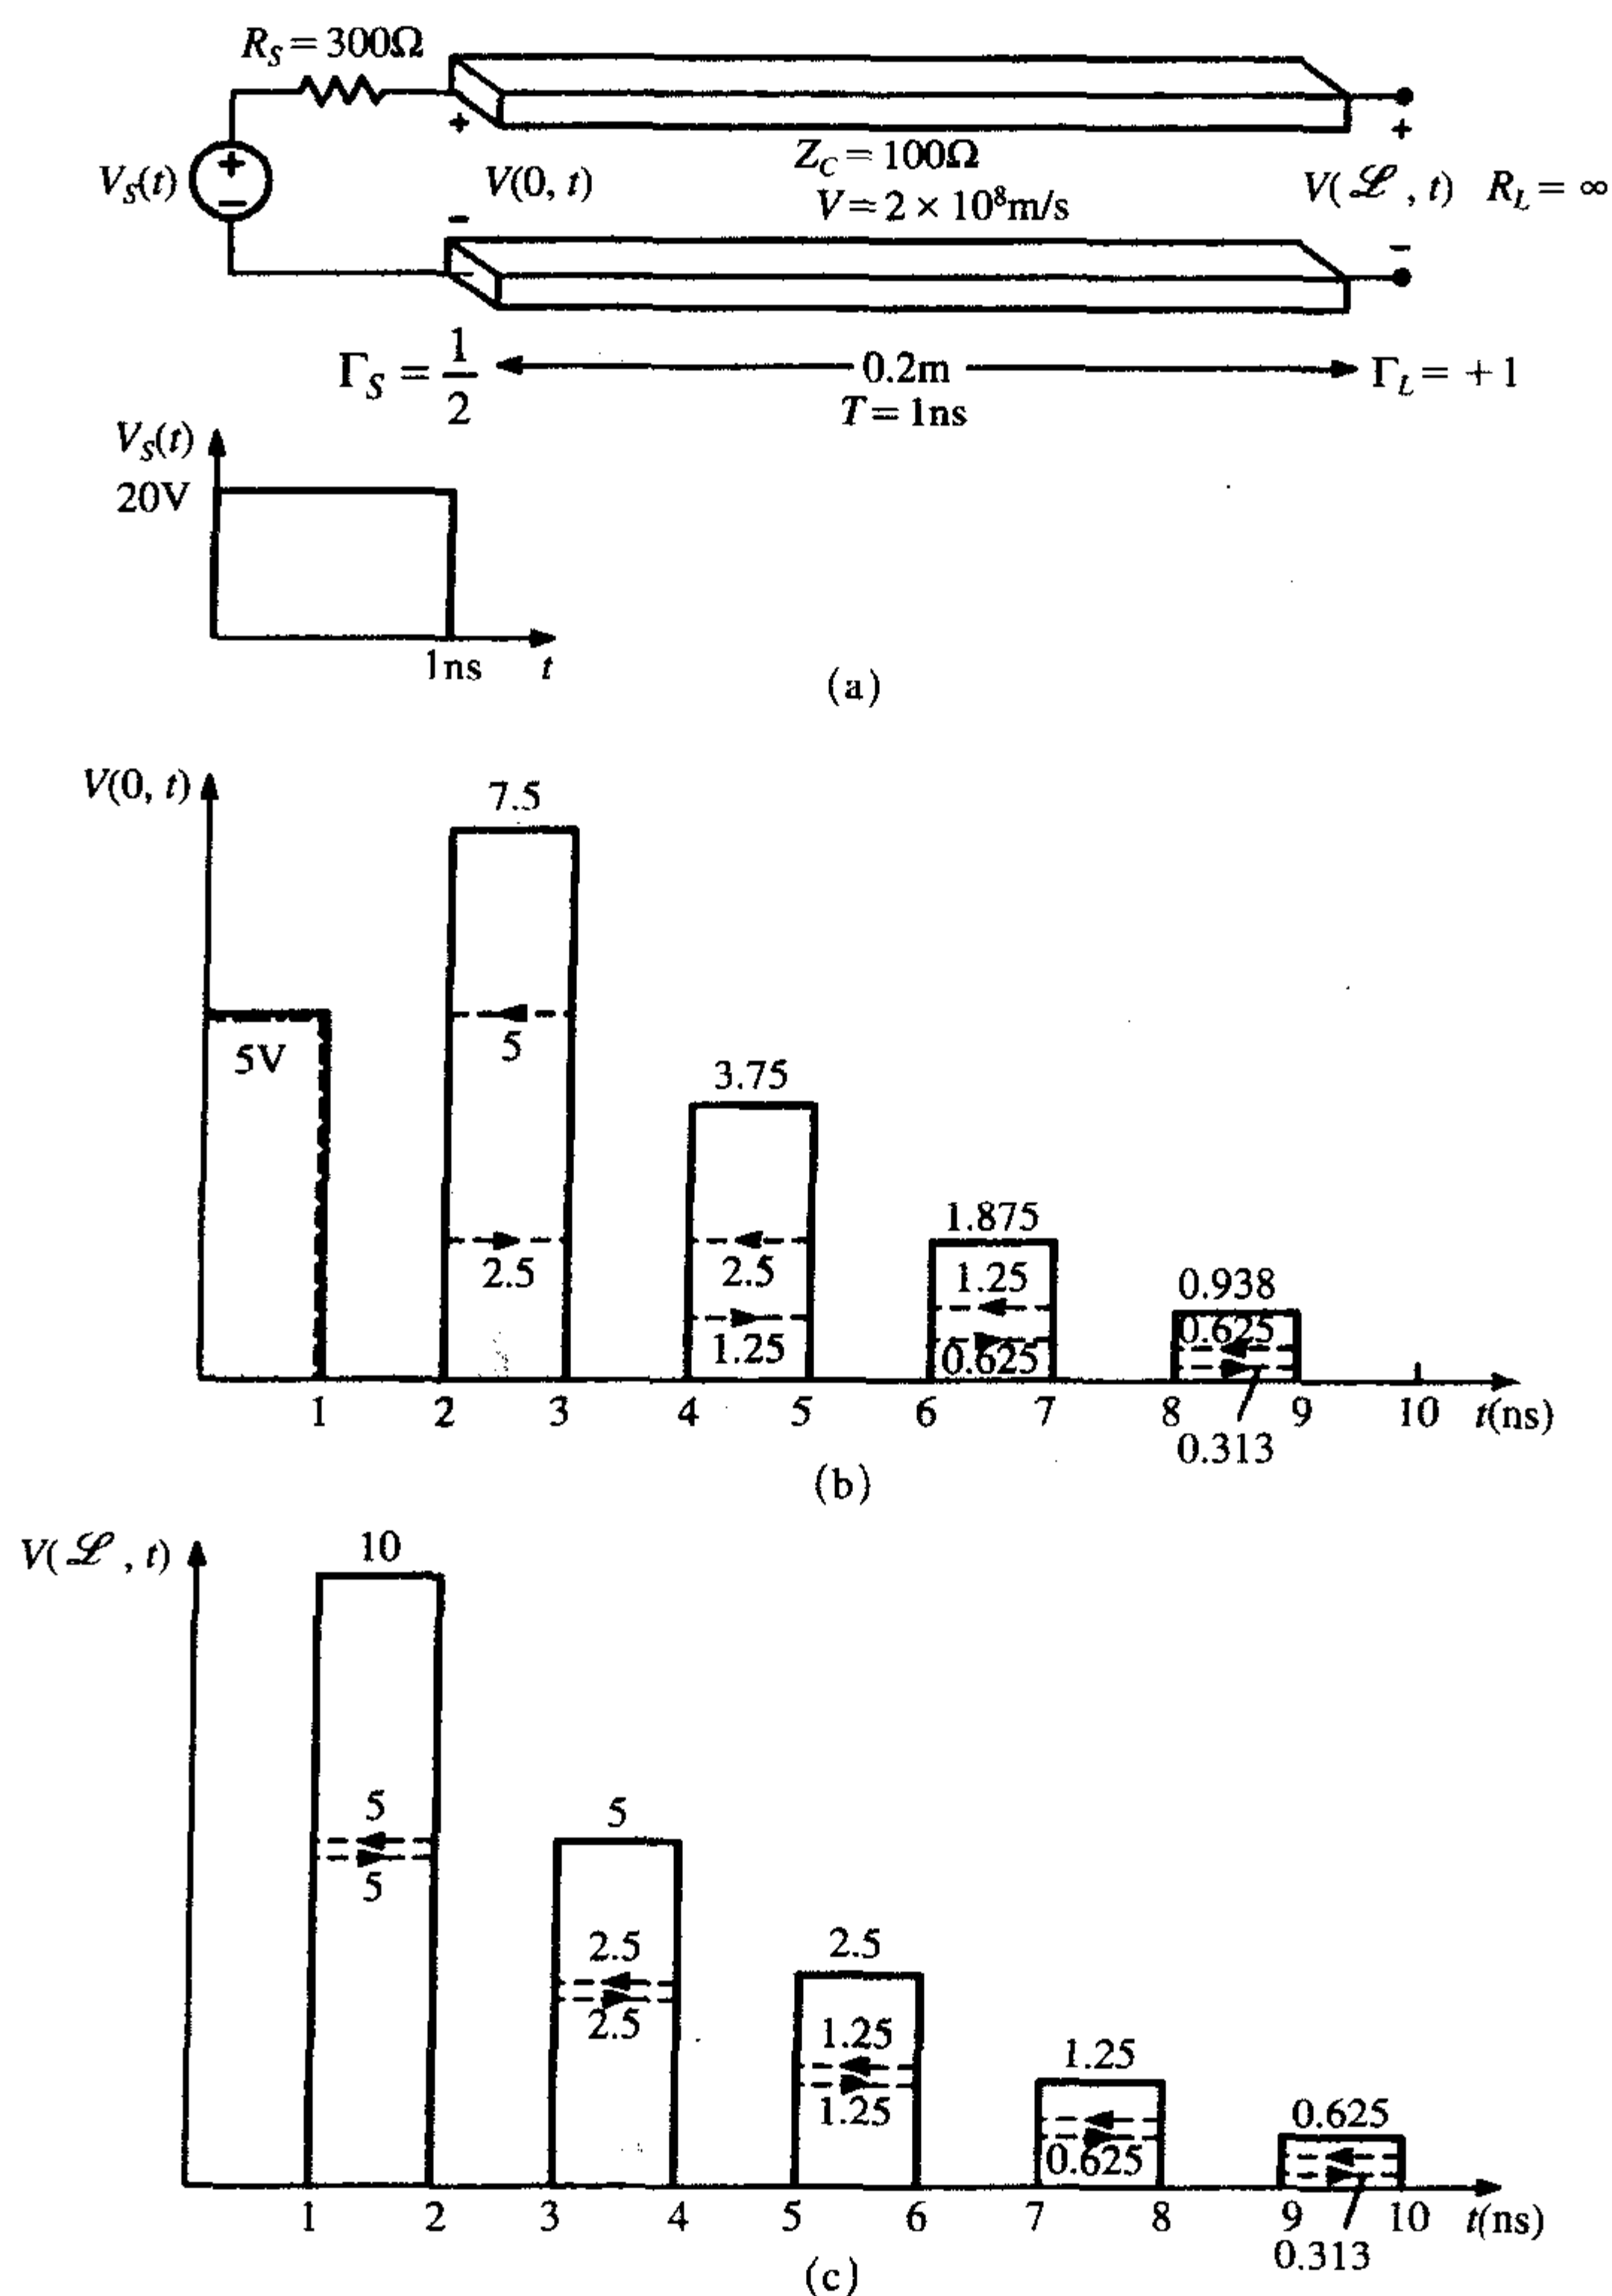 R_S = 300Ω
+
Z_C = 100Ω
+
V_S(t)
+
−
V(0, t)
V = 2 × 10⁸m/s
V(ℒ, t) R_L = ∞
−
−
Γ_S = 1/2
0.2m
Γ_L = +1
T = 1ns
V_S(t)
20V
1ns
t
(a)
V(0, t)
7.5
5V
5
3.75
2.5
2.5
1.25
1.875
1.25
0.625
0.938
0.625
1 2 3 4 5 6 7 8 9 10 t(ns)
0.313
(b)
V(ℒ, t)
10
5
5
5
2.5
2.5
2.5
1.25
1.25
1.25
0.625
0.625
1 2 3 4 5 6 7 8 9 10 t(ns)
0.313
(c)